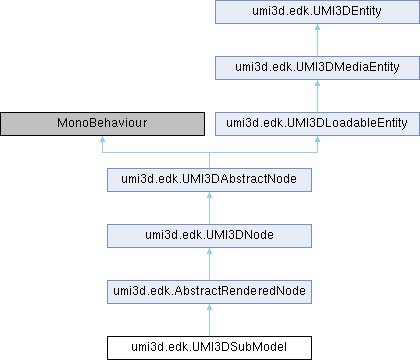 umi3d.edk.UMI3DEntity
umi3d.edk.UMI3DMediaEntity
MonoBehaviour
umi3d.edk.UMI3DLoadableEntity
umi3d.edk.UMI3DAbstractNode
umi3d.edk.UMI3DNode
umi3d.edk.AbstractRenderedNode
umi3d.edk.UMI3DSubModel